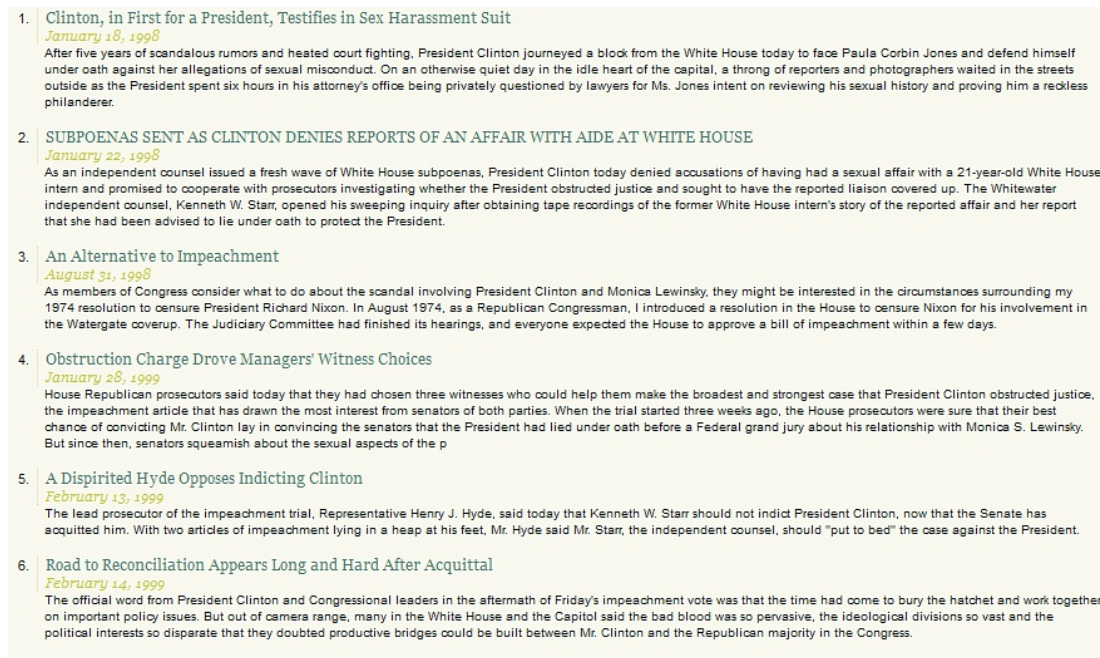 1. Clinton, in First for a President, Testifies in Sex Harassment Suit
January 18, 1998
After five years of scandalous rumors and heated court fighting, President Clinton journeyed a block from the White House today to face Paula Corbin Jones and defend himself
under oath against her allegations of sexual misconduct. On an otherwise quiet day in the idle heart of the capital, a throng of reporters and photographers waited in the streets
outside as the President spent six hours in his attorney's office being privately questioned by lawyers for Ms. Jones intent on reviewing his sexual history and proving him a reckless
philanderer.
2. SUBPOENAS SENT AS CLINTON DENIES REPORTS OF AN AFFAIR WITH AIDE AT WHITE HOUSE
January 22, 1998
As an independent counsel issued a fresh wave of White House subpoenas, President Clinton today denied accusations of having had a sexual affair with a 21-year-old White House
intern and promised to cooperate with prosecutors investigating whether the President obstructed justice and sought to have the reported liaison covered up. The Whitewater
independent counsel, Kenneth W. Starr, opened his sweeping inquiry after obtaining tape recordings of the former White House intern's story of the reported affair and her report
that she had been advised to lie under oath to protect the President.
3. An Alternative to Impeachment
August 31, 1998
As members of Congress consider what to do about the scandal involving President Clinton and Monica Lewinsky, they might be interested in the circumstances surrounding my
1974 resolution to censure President Richard Nixon. In August 1974, as a Republican Congressman, I introduced a resolution in the House to censure Nixon for his involvement in
the Watergate coverup. The Judiciary Committee had finished its hearings, and everyone expected the House to approve a bill of impeachment within a few days.
4. Obstruction Charge Drove Managers' Witness Choices
January 28, 1999
House Republican prosecutors said today that they had chosen three witnesses who could help them make the broadest and strongest case that President Clinton obstructed justice,
the impeachment article that has drawn the most interest from senators of both parties. When the trial started three weeks ago, the House prosecutors were sure that their best
chance of convicting Mr. Clinton lay in convincing the senators that the President had lied under oath before a Federal grand jury about his relationship with Monica S. Lewinsky.
But since then, senators squeamish about the sexual aspects of the p
5. A Dispirited Hyde Opposes Indicting Clinton
February 13, 1999
The lead prosecutor of the impeachment trial, Representative Henry J. Hyde, said today that Kenneth W. Starr should not indict President Clinton, now that the Senate has
acquitted him. With two articles of impeachment lying in a heap at his feet, Mr. Hyde said Mr. Starr, the independent counsel, should "put to bed" the case against the President.
6. Road to Reconciliation Appears Long and Hard After Acquittal
February 14, 1999
The official word from President Clinton and Congressional leaders in the aftermath of Friday's impeachment vote was that the time had come to bury the hatchet and work together
on important policy issues. But out of camera range, many in the White House and the Capitol said the bad blood was so pervasive, the ideological divisions so vast and the
political interests so disparate that they doubted productive bridges could be built between Mr. Clinton and the Republican majority in the Congress.